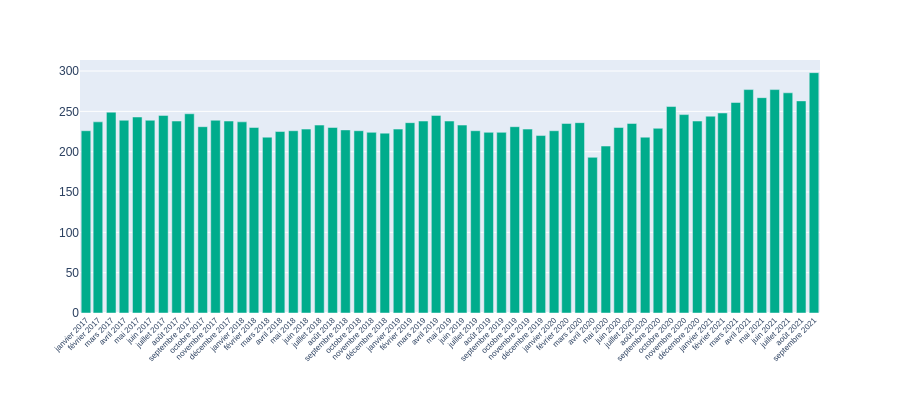 300
250
200
150
100
50
0
janvier 2017
février 2017
mars 2017
avril 2017
mai 2017
juin 2017
juillet 2017
août 2017
septembre 2017
octobre 2017
novembre 2017
décembre 2017
janvier 2018
février 2018
mars 2018
avril 2018
mai 2018
juin 2018
juillet 2018
août 2018
septembre 2018
octobre 2018
novembre 2018
décembre 2018
janvier 2019
février 2019
mars 2019
avril 2019
mai 2019
juin 2019
juillet 2019
août 2019
septembre 2019
octobre 2019
novembre 2019
décembre 2019
janvier 2020
février 2020
mars 2020
avril 2020
mai 2020
juin 2020
juillet 2020
août 2020
septembre 2020
octobre 2020
novembre 2020
décembre 2020
janvier 2021
février 2021
mars 2021
avril 2021
mai 2021
juin 2021
juillet 2021
août 2021
septembre 2021